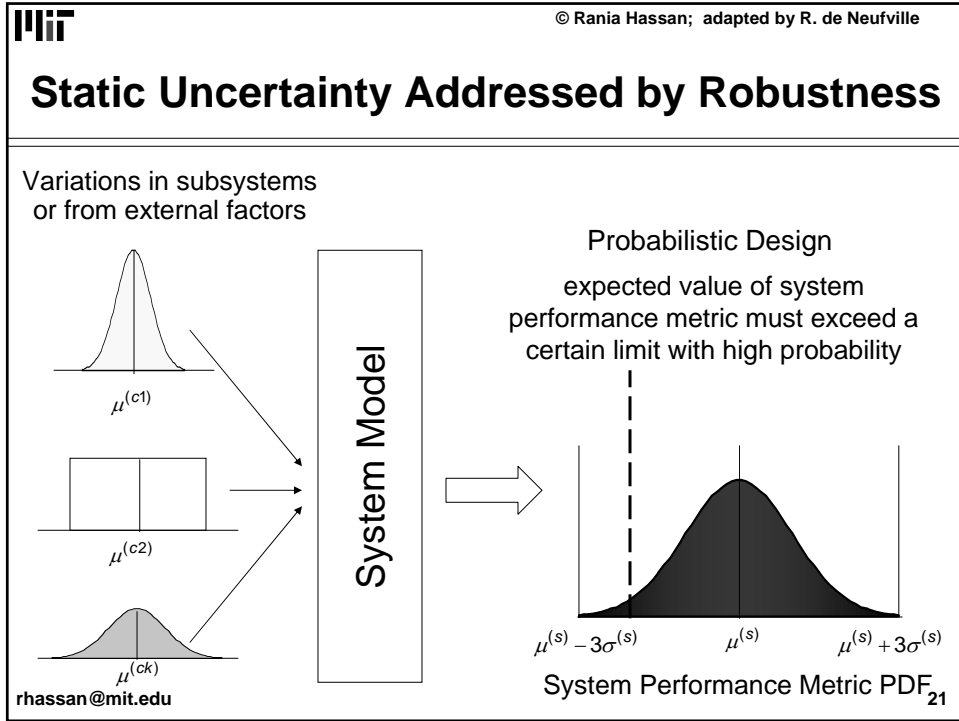 MIT
© Rania Hassan; adapted by R. de Neufville
Static Uncertainty Addressed by Robustness
Variations in subsystems
or from external factors
μ^(c1)
μ^(c2)
μ^(ck)
System Model
Probabilistic Design
expected value of system
performance metric must exceed a
certain limit with high probability
μ^(s) − 3σ^(s)
μ^(s)
μ^(s) + 3σ^(s)
System Performance Metric PDF
rhassan@mit.edu
21